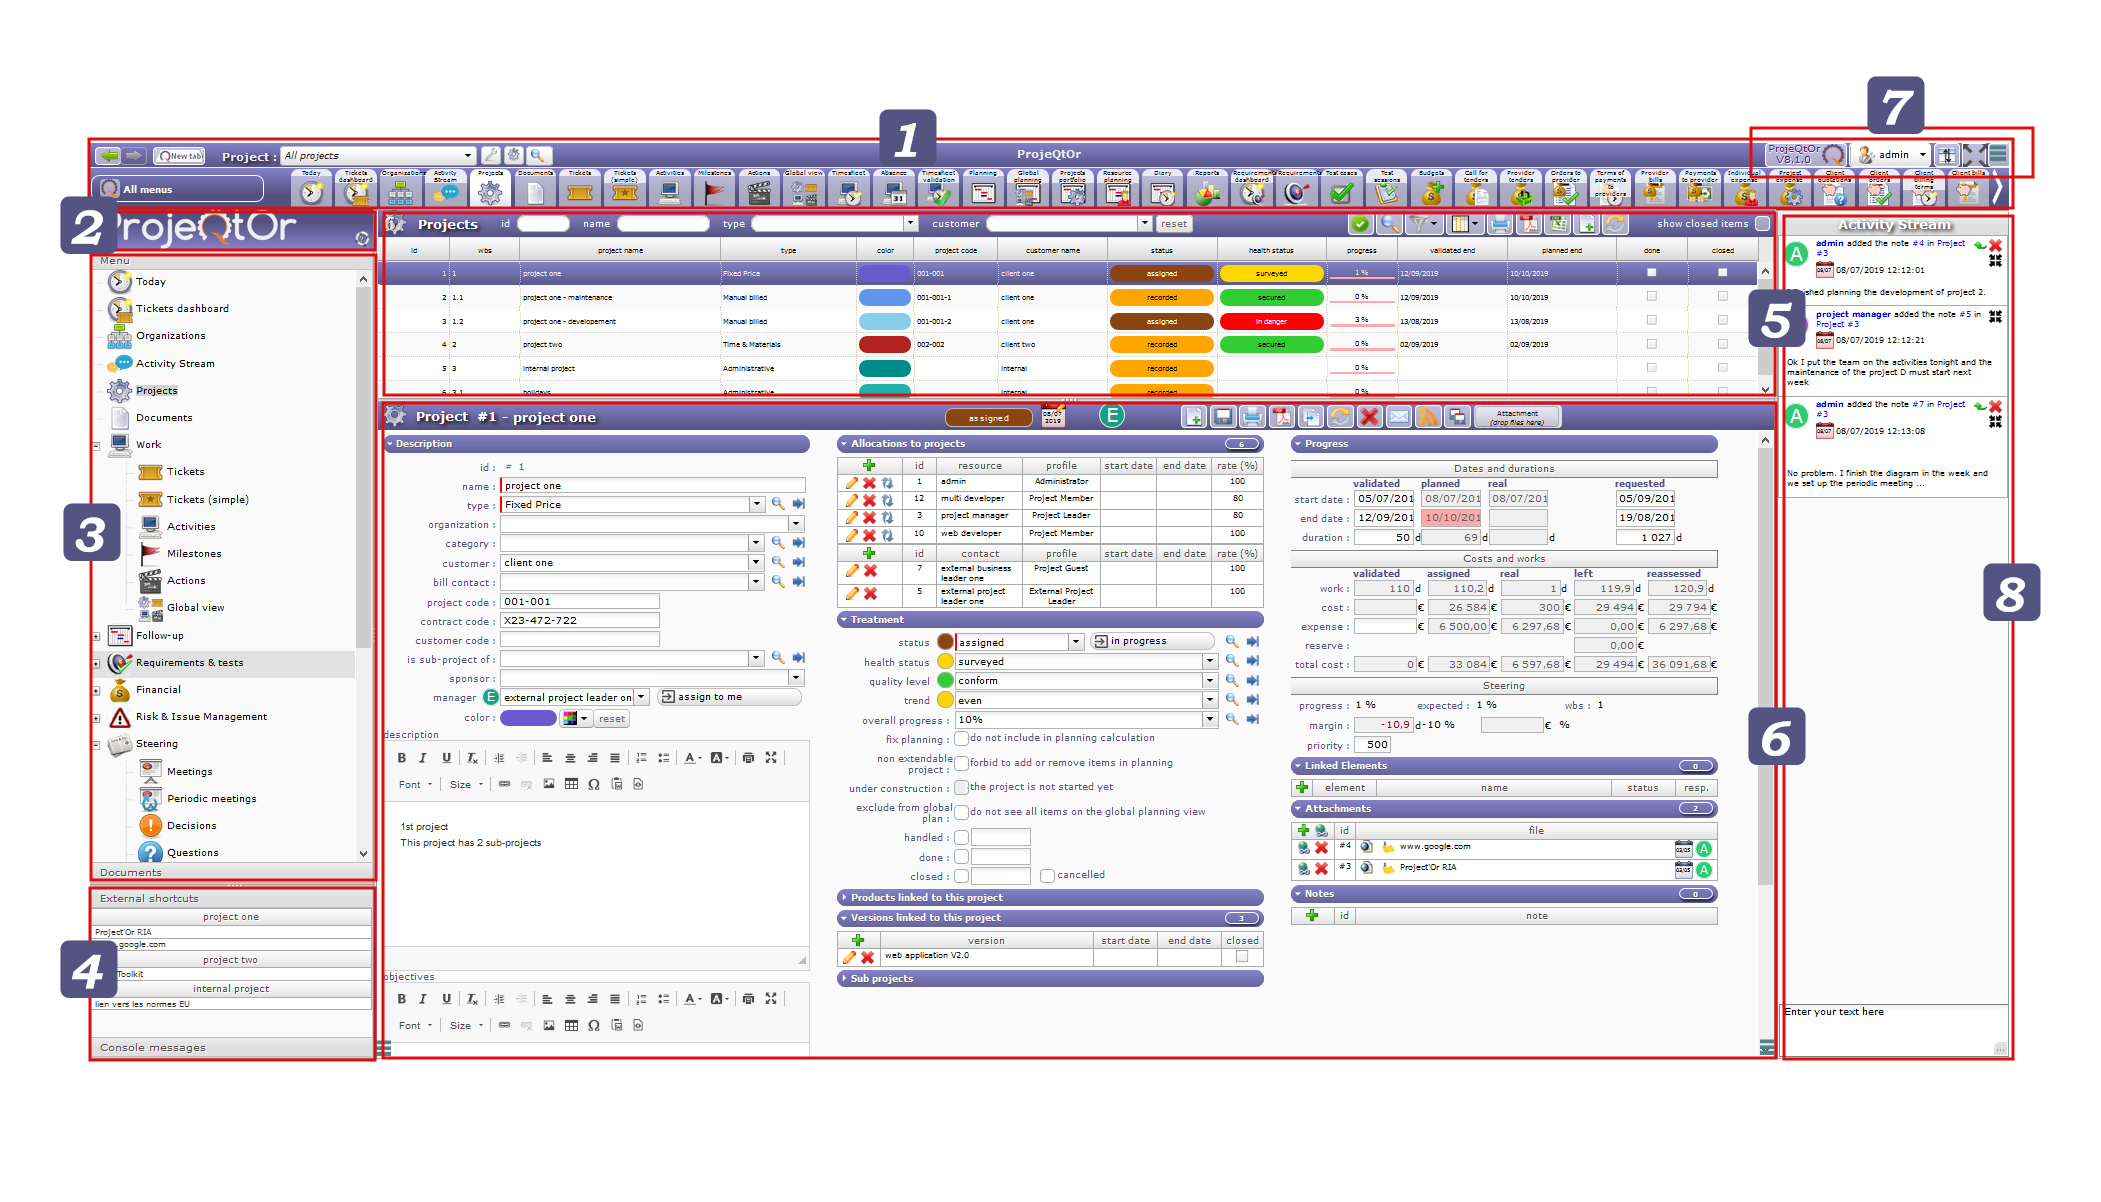 7
1
New tab
Project : All projects
ProjeQtOr
ProjeQtOr
V8.1.0
admin
All menus
Today
Tickets dashboard
Organizations
Activity Stream
Projects
Documents
Tickets
Tickets (simple)
Activities
Milestones
Actions
Global view
Timesheet
Absence
Timesheet validation
Planning
Global planning
Projects portfolio
Resource planning
Diary
Reports
Requirements dashboard
Requirements
Test cases
Test sessions
Budgets
Call for tenders
Provider tenders
Orders to provider
Terms of payments to providers
Provider bills
Payments to provider
Individual expense
Project expense
Client quotations
Client orders
Client billing terms
Client bills
2
ProjeQtOr
Menu
Today
Tickets dashboard
Organizations
Activity Stream
Projects
Documents
Work
Tickets
Tickets (simple)
3
Activities
Milestones
Actions
Global view
Follow-up
Requirements & tests
Financial
Risk & Issue Management
Steering
Meetings
Periodic meetings
Decisions
Questions
Documents
External shortcuts
project one
Project'Or RIA
google.com
4
project two
Toolkit
internal project
lien vers les normes EU
Console messages
Projects id name type customer reset show closed items
id wbs project name type color project code customer name status health status progress validated end planned end done closed
1 1 project one Fixed Price 001-001 client one assigned surveyed 1 % 12/09/2019 10/10/2019
2 1.1 project one - maintenance Manual billed 001-001-1 client one recorded secured 0 % 12/09/2019 10/10/2019
3 1.2 project one - developement Manual billed 001-001-2 client one assigned in danger 3 % 13/08/2019 13/08/2019
4 2 project two Time & Materials 002-002 client two recorded secured 0 % 02/09/2019 02/09/2019
5 3 internal project Administrative internal recorded 0 %
6 3.1 holidays Administrative internal recorded 0 %
5
Project #1 - project one assigned 08/07 2019 E Attachment (drop files here)
Description
id : # 1
name : project one
type : Fixed Price
organization :
category :
customer : client one
bill contact :
project code : 001-001
contract code : X23-472-722
customer code :
is sub-project of :
sponsor :
manager E external project leader on assign to me
color : reset
description
B I U
Font Size
1st project
This project has 2 sub-projects
objectives
B I U
Font Size
Allocations to projects 6
id resource profile start date end date rate (%)
1 admin Administrator 100
12 multi developer Project Member 80
3 project manager Project Leader 80
10 web developer Project Member 100
id contact profile start date end date rate (%)
7 external business leader one Project Guest 100
5 external project leader one External Project Leader 100
Treatment
status assigned in progress
health status surveyed
quality level conform
trend even
overall progress : 10%
fix planning : do not include in planning calculation
non extendable project : forbid to add or remove items in planning
under construction : the project is not started yet
exclude from global plan : do not see all items on the global planning view
handled :
done :
closed : cancelled
Products linked to this project
Versions linked to this project 3
version start date end date closed
web application V2.0
Sub projects
Progress
Dates and durations
validated planned real requested
start date : 05/07/201 08/07/201 08/07/201 05/09/201
end date : 12/09/201 10/10/201 19/08/201
duration : 50 d 69 d d 1 027 d
Costs and works
validated assigned real left reassessed
work : 110 d 110,2 d 1 d 119,9 d 120,9 d
cost : € 26 584 € 300 € 29 494 € 29 794 €
expense : € 6 500,00 € 6 297,68 € 0,00 € 6 297,68 €
reserve : 0,00 €
total cost : 0 € 33 084 € 6 597,68 € 29 494 € 36 091,68 €
Steering
progress : 1 % expected : 1 % wbs : 1
margin : -10,9 d -10 % € %
priority : 500
Linked Elements 0
element name status resp.
Attachments 2
id file
#4 www.google.com 03/05 A
#3 Project'Or RIA 03/05 A
Notes 0
id note
6
Activity Stream
A admin added the note #4 in Project
#3
08/07 08/07/2019 12:12:01
planning the development of project 2.
project manager added the note #5 in
Project #3
08/07 08/07/2019 12:12:21
Ok I put the team on the activities tonight and the
maintenance of the project D must start next
week
A admin added the note #7 in Project
#3
08/07 08/07/2019 12:13:08
No problem. I finish the diagram in the week and
we set up the periodic meeting ...
8
Enter your text here